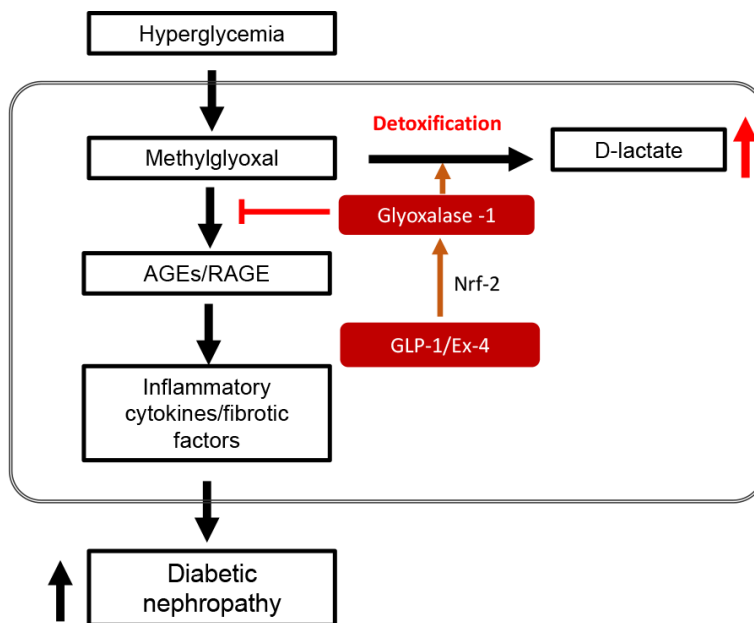 Hyperglycemia
Detoxification
Methylglyoxal
D-lactate
Glyoxalase -1
AGEs/RAGE
Nrf-2
GLP-1/Ex-4
Inflammatory
cytokines/fibrotic
factors
Diabetic
nephropathy